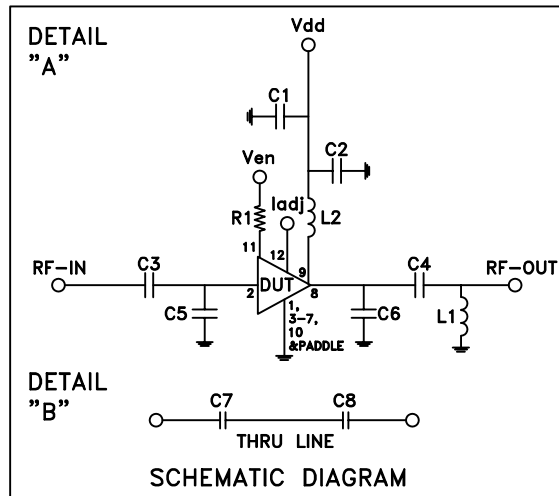 DETAIL
"A"
Vdd
C1
C2
Ven
Iadj
R1
L2
11
12
9
RF-IN
C3
2
DUT
8
C4
RF-OUT
C5
1,
3-7,
10
&PADDLE
C6
L1
DETAIL
"B"
C7
C8
THRU LINE
SCHEMATIC DIAGRAM